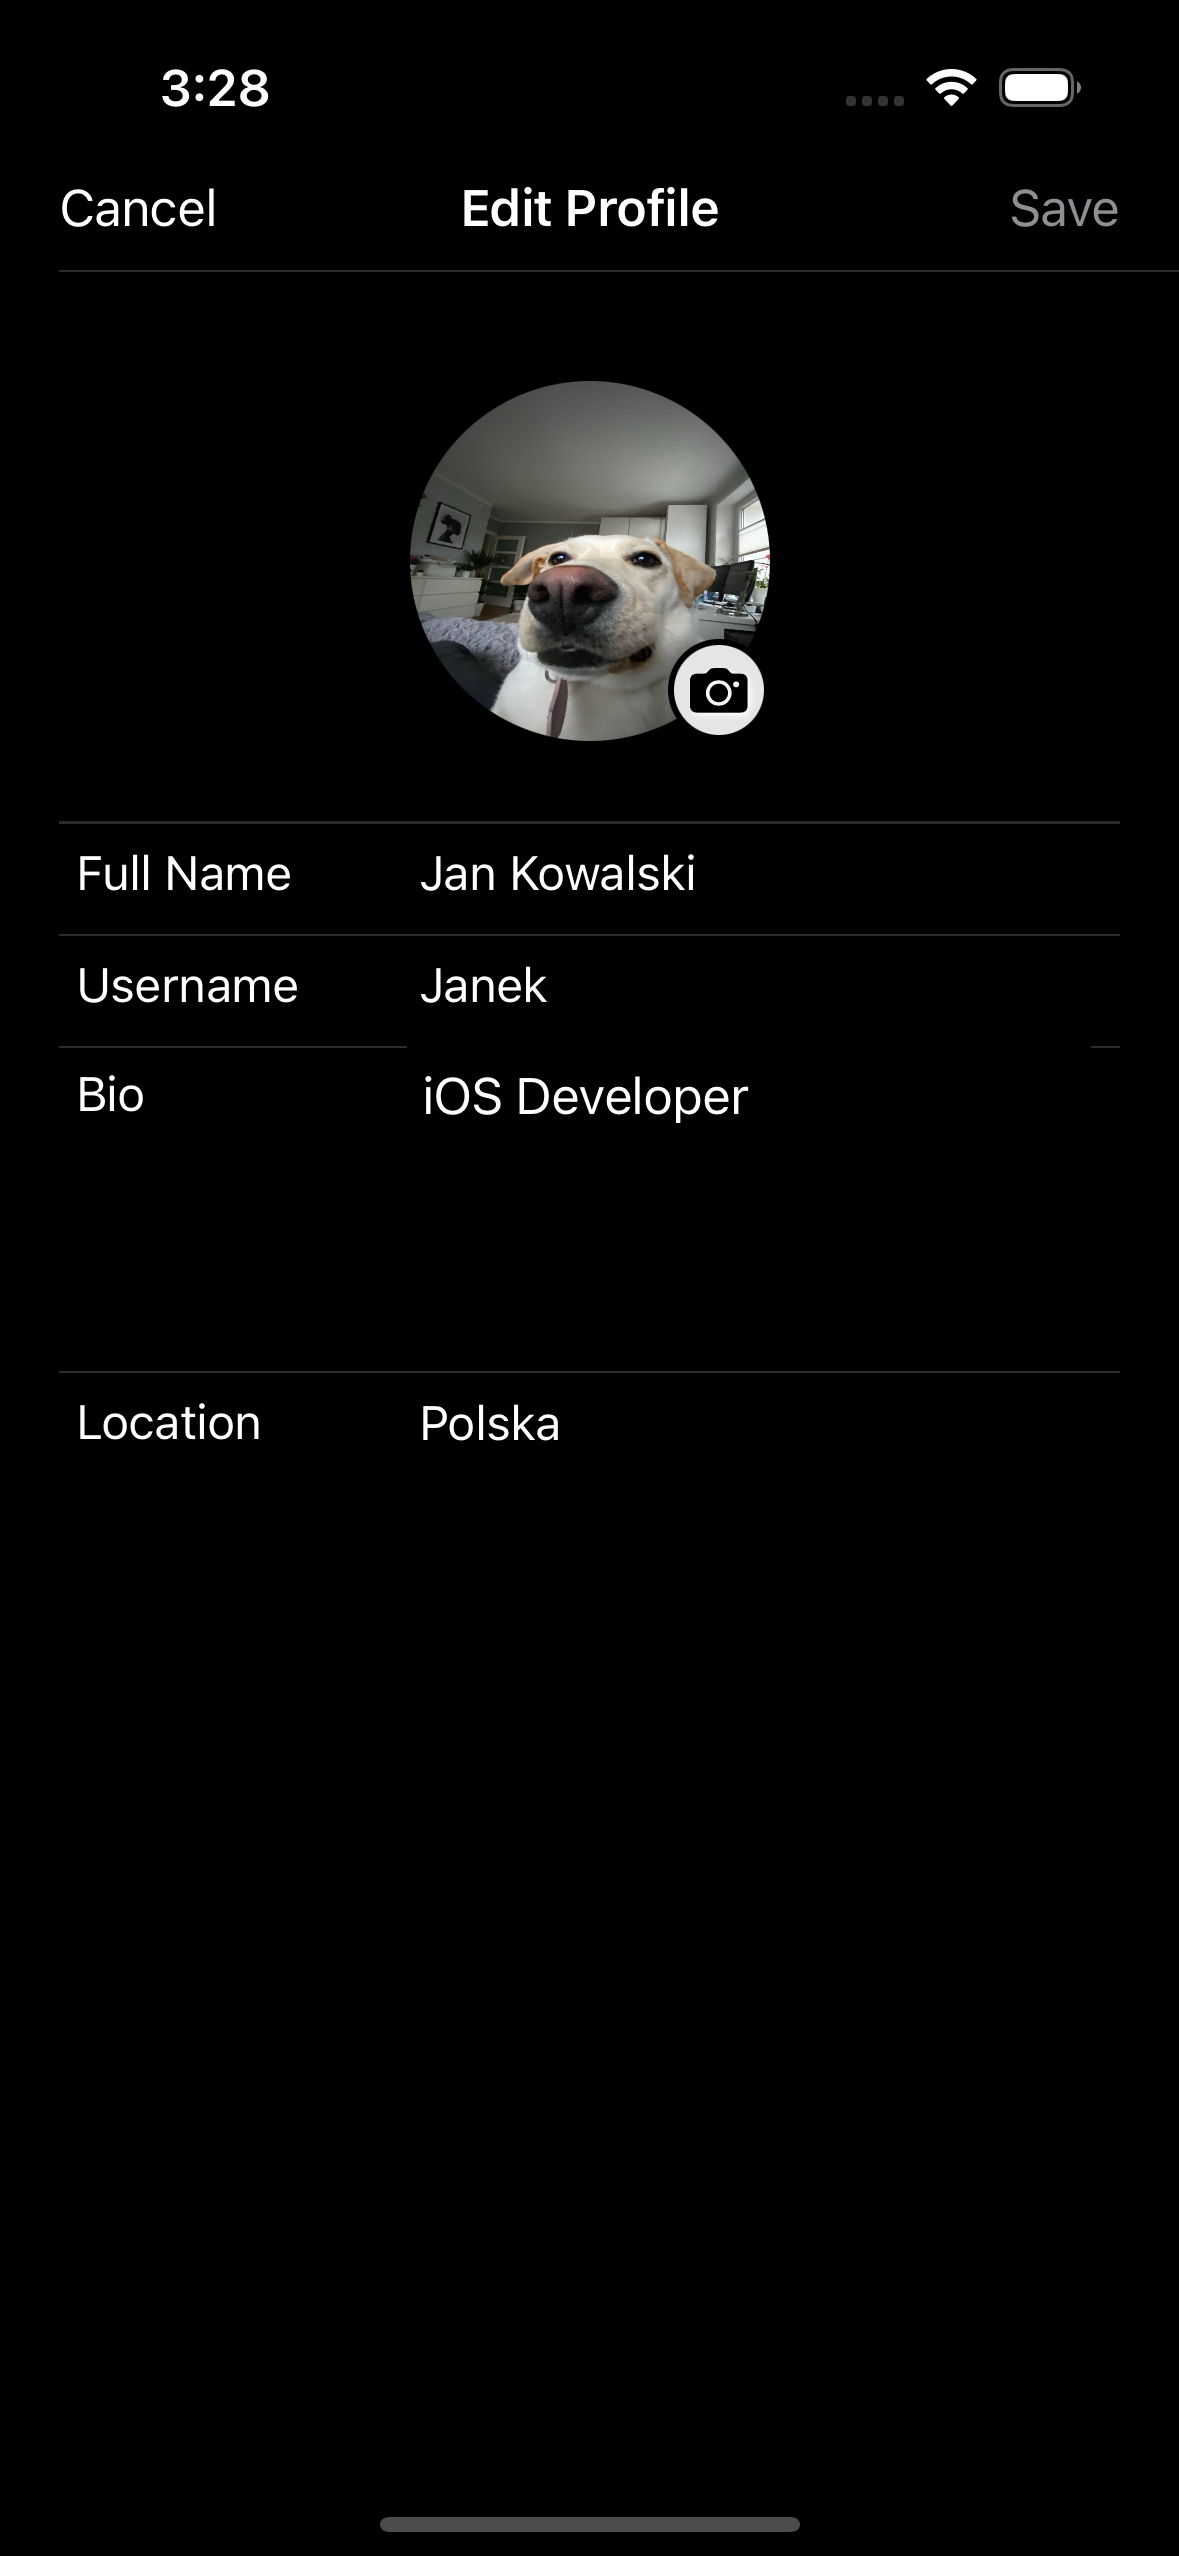 3:28
Cancel Edit Profile Save
Full Name Jan Kowalski
Username Janek
Bio iOS Developer
Location Polska